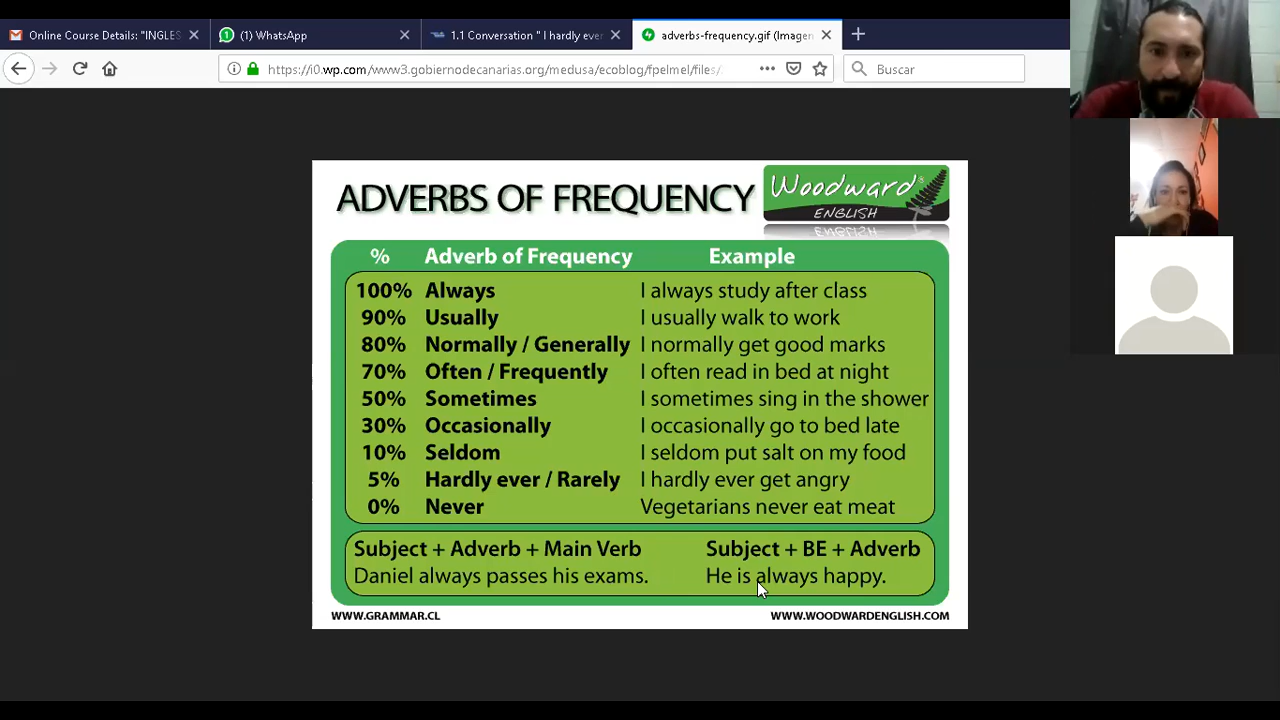 Online Course Details: "INGLES
(1) WhatsApp
1.1 Conversation " I hardly ever
adverbs-frequency.gif (Imagen
https://i0.wp.com/www3.gobiernodecanarias.org/medusa/ecoblog/fpelmel/files/
Buscar
ADVERBS OF FREQUENCY
Woodward
ENGLISH
% Adverb of Frequency Example
100% Always I always study after class
90% Usually I usually walk to work
80% Normally / Generally I normally get good marks
70% Often / Frequently I often read in bed at night
50% Sometimes I sometimes sing in the shower
30% Occasionally I occasionally go to bed late
10% Seldom I seldom put salt on my food
5% Hardly ever / Rarely I hardly ever get angry
0% Never Vegetarians never eat meat
Subject + Adverb + Main Verb Subject + BE + Adverb
Daniel always passes his exams. He is always happy.
WWW.GRAMMAR.CL WWW.WOODWARDENGLISH.COM